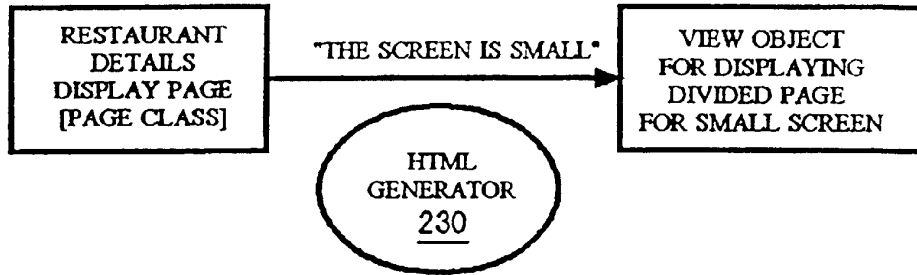 RESTAURANT
DETAILS
DISPLAY PAGE
[PAGE CLASS]
"THE SCREEN IS SMALL"
VIEW OBJECT
FOR DISPLAYING
DIVIDED PAGE
FOR SMALL SCREEN
HTML
GENERATOR
230